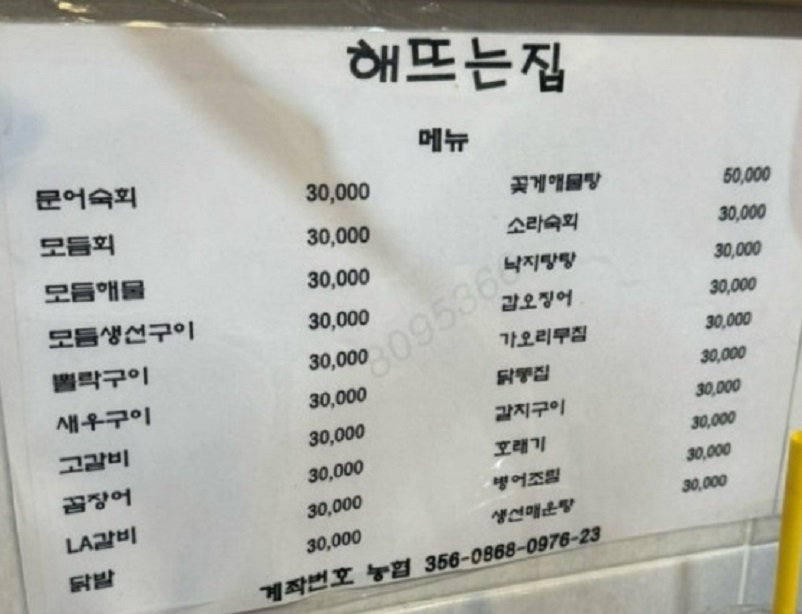 해뜨는집
메뉴
문어숙회 30,000 꽃게해물탕 50,000
모듬회 30,000 소라숙회 30,000
모듬해물 30,000 낙지탕탕 30,000
모듬생선구이 30,000 갑오징어 30,000
뽈락구이 30,000 가오리무침 30,000
새우구이 30,000 닭똥집 30,000
고갈비 30,000 갈치구이 30,000
꼼장어 30,000 호래기 30,000
LA갈비 30,000 병어조림 30,000
닭발 30,000 생선매운탕 30,000
계좌번호 농협 356-0868-0976-23